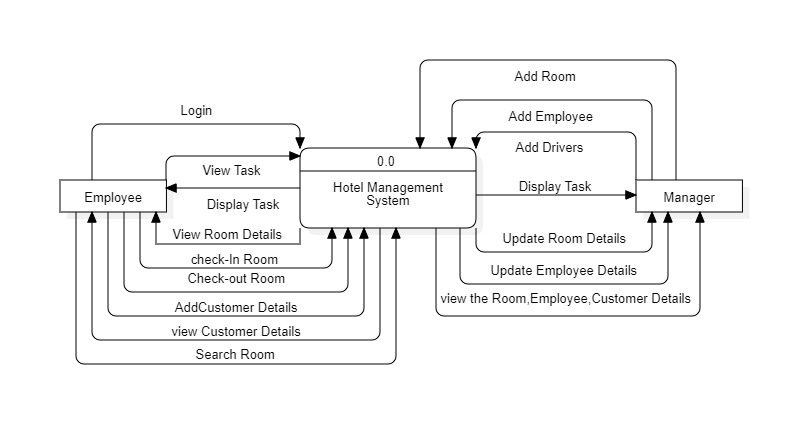 Add Room
Login
Add Employee
Add Drivers
0.0
View Task
Hotel Management
System
Display Task
Employee
Manager
Display Task
View Room Details
Update Room Details
check-In Room
Update Employee Details
Check-out Room
view the Room,Employee,Customer Details
AddCustomer Details
view Customer Details
Search Room